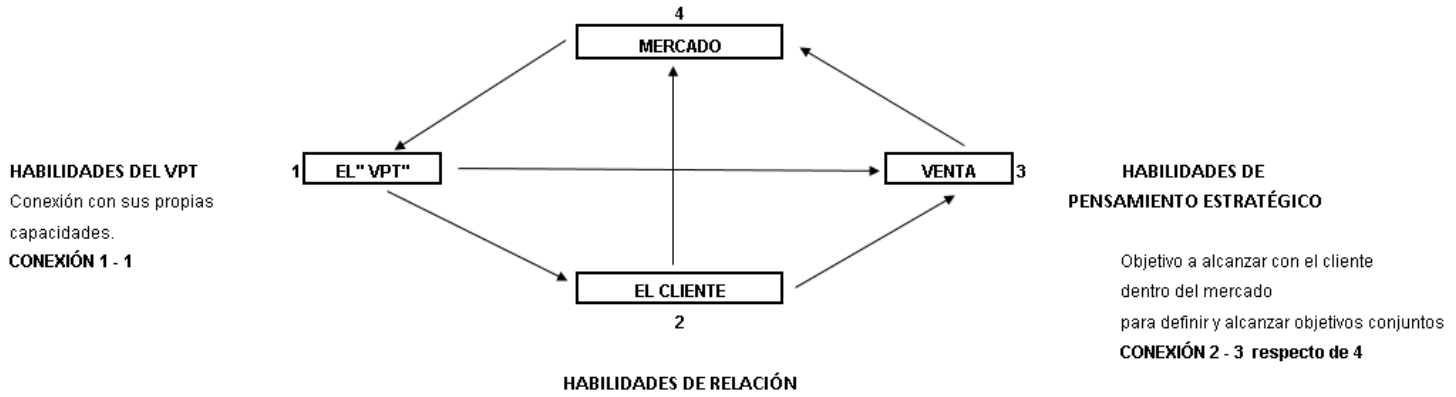 4
MERCADO
HABILIDADES DEL VPT
1
EL" VPT"
VENTA
3
HABILIDADES DE
PENSAMIENTO ESTRATÉGICO
Conexión con sus propias
capacidades.
CONEXIÓN 1 - 1
EL CLIENTE
2
Objetivo a alcanzar con el cliente
dentro del mercado
para definir y alcanzar objetivos conjuntos
CONEXIÓN 2 - 3 respecto de 4
HABILIDADES DE RELACIÓN